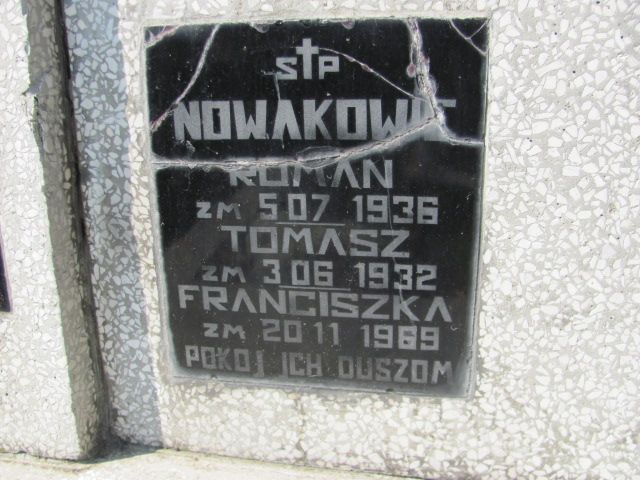 ś†p
NOWAKOWIE
ROMAN
zm 5 07 1936
TOMASZ
zm 3 06 1932
FRANCISZKA
zm 20 11 1969
POKOJ ICH DUSZOM